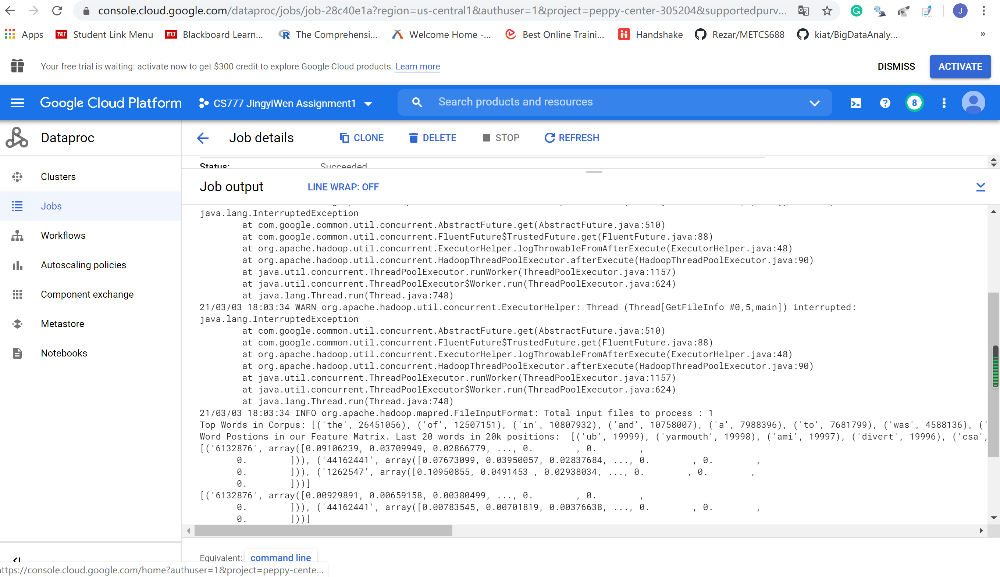 console.cloud.google.com/dataproc/jobs/job-28c40e1a?region=us-central1&authuser=1&project=peppy-center-305204&supportedpurv...
J
Apps
BU Student Link Menu
BU Blackboard Learn...
The Comprehensi...
Welcome Home -...
Best Online Traini...
Handshake
Rezar/METCS688
kiat/BigDataAnaly...
»
Your free trial is waiting: activate now to get $300 credit to explore Google Cloud products. Learn more
DISMISS
ACTIVATE
Google Cloud Platform
CS777 JingyiWen Assignment1
Search products and resources
8
Dataproc
Job details
CLONE
DELETE
STOP
REFRESH
Clusters
Jobs
Workflows
Autoscaling policies
Component exchange
Metastore
Notebooks
Status: Succeeded
Job output
LINE WRAP: OFF
java.lang.InterruptedException
at com.google.common.util.concurrent.AbstractFuture.get(AbstractFuture.java:510)
at com.google.common.util.concurrent.FluentFuture$TrustedFuture.get(FluentFuture.java:88)
at org.apache.hadoop.util.concurrent.ExecutorHelper.logThrowableFromAfterExecute(ExecutorHelper.java:48)
at org.apache.hadoop.util.concurrent.HadoopThreadPoolExecutor.afterExecute(HadoopThreadPoolExecutor.java:90)
at java.util.concurrent.ThreadPoolExecutor.runWorker(ThreadPoolExecutor.java:1157)
at java.util.concurrent.ThreadPoolExecutor$Worker.run(ThreadPoolExecutor.java:624)
at java.lang.Thread.run(Thread.java:748)
21/03/03 18:03:34 WARN org.apache.hadoop.util.concurrent.ExecutorHelper: Thread (Thread[GetFileInfo #0,5,main]) interrupted:
java.lang.InterruptedException
at com.google.common.util.concurrent.AbstractFuture.get(AbstractFuture.java:510)
at com.google.common.util.concurrent.FluentFuture$TrustedFuture.get(FluentFuture.java:88)
at org.apache.hadoop.util.concurrent.ExecutorHelper.logThrowableFromAfterExecute(ExecutorHelper.java:48)
at org.apache.hadoop.util.concurrent.HadoopThreadPoolExecutor.afterExecute(HadoopThreadPoolExecutor.java:90)
at java.util.concurrent.ThreadPoolExecutor.runWorker(ThreadPoolExecutor.java:1157)
at java.util.concurrent.ThreadPoolExecutor$Worker.run(ThreadPoolExecutor.java:624)
at java.lang.Thread.run(Thread.java:748)
21/03/03 18:03:34 INFO org.apache.hadoop.mapred.FileInputFormat: Total input files to process : 1
Top Words in Corpus: [('the', 26451056), ('of', 12507151), ('in', 10807932), ('and', 10758007), ('a', 7988396), ('to', 7681799), ('was', 4588136), ('
Word Postions in our Feature Matrix. Last 20 words in 20k positions:  [('ub', 19999), ('yarmouth', 19998), ('ami', 19997), ('divert', 19996), ('csa',
[('6132876', array([0.09106239, 0.03709949, 0.02866779, ..., 0.        , 0.        ,
0.        ])), ('44162441', array([0.07673099, 0.03950057, 0.02837684, ..., 0.        , 0.        ,
0.        ])), ('1262547', array([0.10950855, 0.0491453 , 0.02938034, ..., 0.        , 0.        ,
0.        ]))]
[('6132876', array([0.00929891, 0.00659158, 0.00380499, ..., 0.        , 0.        ,
0.        ])), ('44162441', array([0.00783545, 0.00701819, 0.00376638, ..., 0.        , 0.        ,
0.        ]))]
Equivalent: command line
ttps://console.cloud.google.com/home?authuser=1&project=peppy-cente...